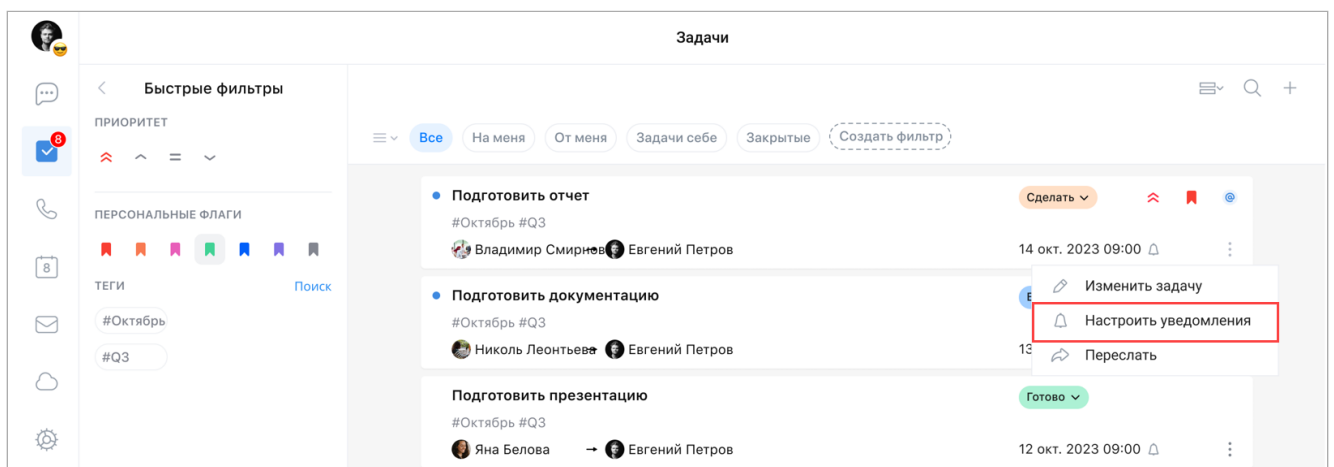 Задачи
Быстрые фильтры
ПРИОРИТЕТ
8
Все На меня От меня Задачи себе Закрытые Создать фильтр
ПЕРСОНАЛЬНЫЕ ФЛАГИ
8
ТЕГИ Поиск
#Октябрь
#Q3
Подготовить отчет Сделать
#Октябрь #Q3
Владимир Смирнов Евгений Петров 14 окт. 2023 09:00
Изменить задачу
Настроить уведомления
Переслать
Подготовить документацию
#Октябрь #Q3
Николь Леонтьева Евгений Петров 13
Подготовить презентацию Готово
#Октябрь #Q3
Яна Белова → Евгений Петров 12 окт. 2023 09:00